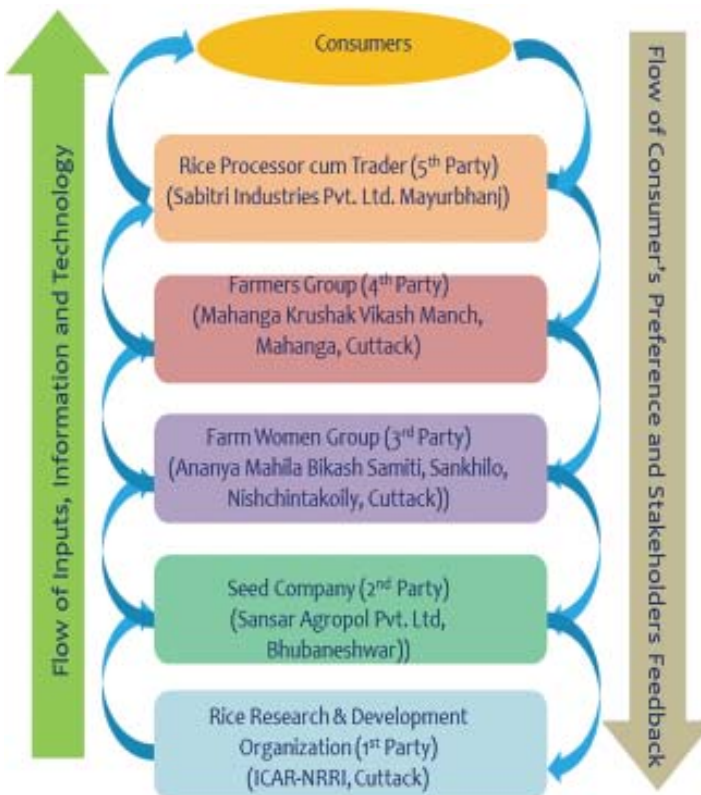 Consumers
Rice Processor cum Trader (5th Party)
(Sabitri Industries Pvt. Ltd. Mayurbhanj)
Farmers Group (4th Party)
(Mahanga Krushak Vikash Manch,
Mahanga, Cuttack)
Farm Women Group (3rd Party)
(Ananya Mahila Bikash Samiti, Sankhilo,
Nishchintakoily, Cuttack))
Seed Company (2nd Party)
(Sansar Agropol Pvt. Ltd,
Bhubaneshwar))
Rice Research & Development
Organization (1st Party)
(ICAR-NRRI, Cuttack)
Flow of Inputs, Information and Technology
Flow of Consumer's Preference and Stakeholders Feedback